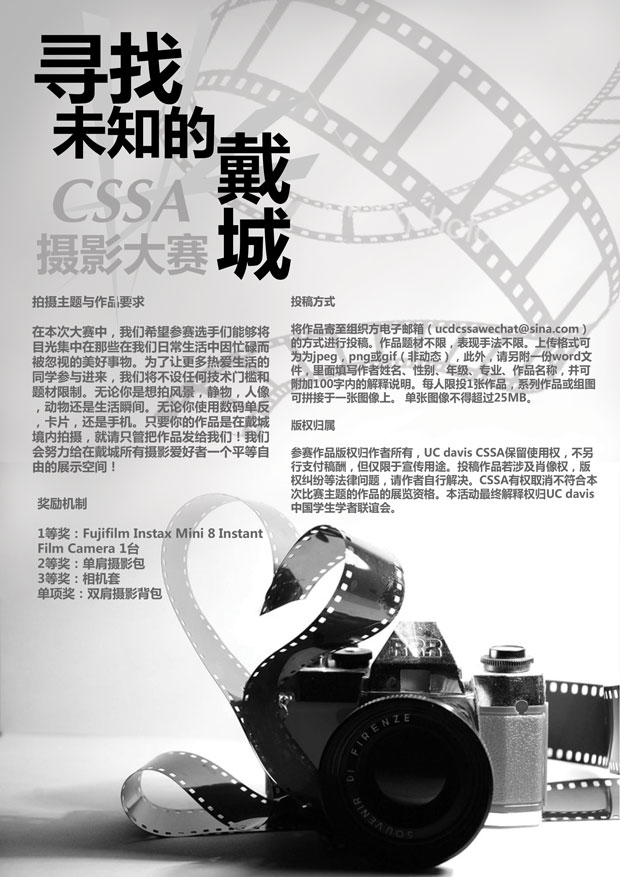 寻找
未知的
戴
城
CSSA
摄影大赛
拍摄主题与作品要求
在本次大赛中，我们希望参赛选手们能够将
目光集中在那些在我们日常生活中因忙碌而
被忽视的美好事物。为了让更多热爱生活的
同学参与进来，我们将不设任何技术门槛和
题材限制。无论你是想拍风景，静物，人像
，动物还是生活瞬间。无论你使用数码单反
，卡片，还是手机。只要你的作品是在戴城
境内拍摄，就请只管把作品发给我们！我们
会努力给在戴城所有摄影爱好者一个平等自
由的展示空间！
奖励机制
1等奖：Fujifilm Instax Mini 8 Instant
Film Camera 1台
2等奖：单肩摄影包
3等奖：相机套
单项奖：双肩摄影背包
投稿方式
将作品寄至组织方电子邮箱（ucdcssawechat@sina.com）
的方式进行投稿。作品题材不限，表现手法不限。上传格式可
为为jpeg，png或gif（非动态），此外，请另附一份word文
件，里面填写作者姓名、性别、年级、专业、作品名称，并可
附加100字内的解释说明。每人限投1张作品，系列作品或组图
可拼接于一张图像上。 单张图像不得超过25MB。
版权归属
参赛作品版权归作者所有，UC davis CSSA保留使用权，不另
行支付稿酬，但仅限于宣传用途。投稿作品若涉及肖像权，版
权纠纷等法律问题，请作者自行解决。CSSA有权取消不符合本
次比赛主题的作品的展览资格。本活动最终解释权归UC davis
中国学生学者联谊会。
SOUVENIR DI FIRENZE